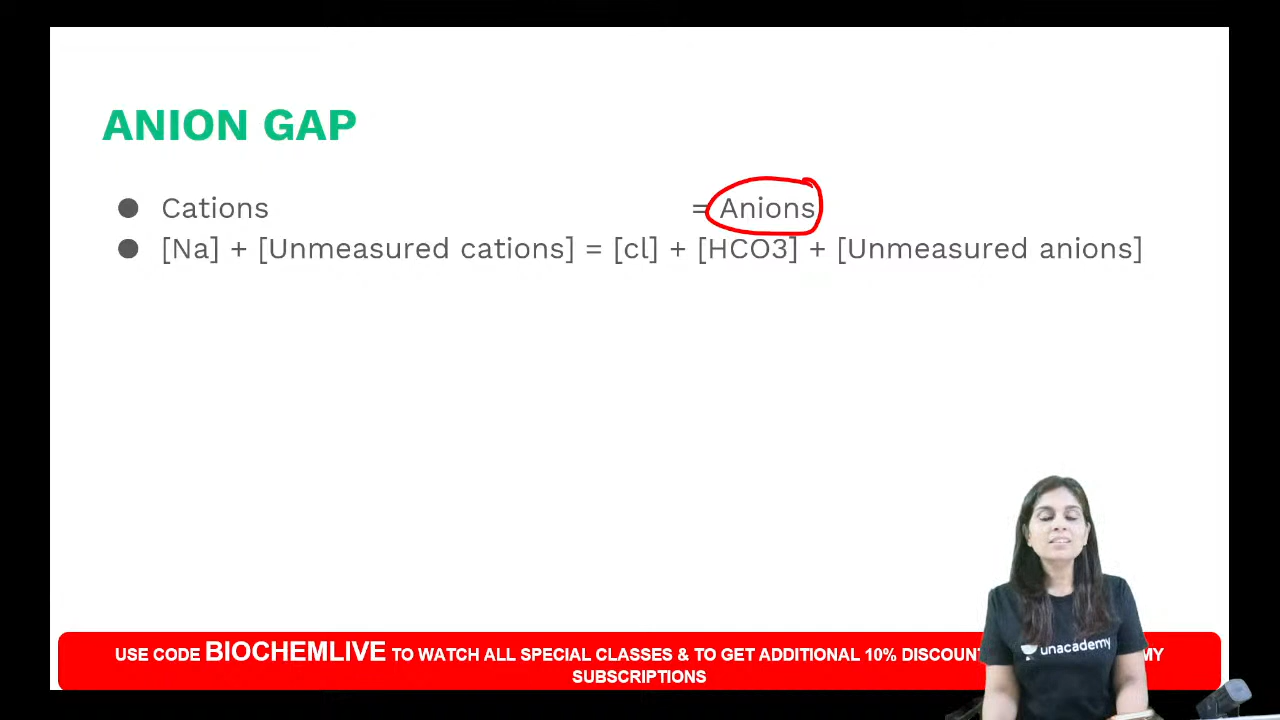 ANION GAP
● Cations = Anions
● [Na] + [Unmeasured cations] = [cl] + [HCO3] + [Unmeasured anions]
unacademy
USE CODE BIOCHEMLIVE TO WATCH ALL SPECIAL CLASSES & TO GET ADDITIONAL 10% DISCOUNT MY
SUBSCRIPTIONS